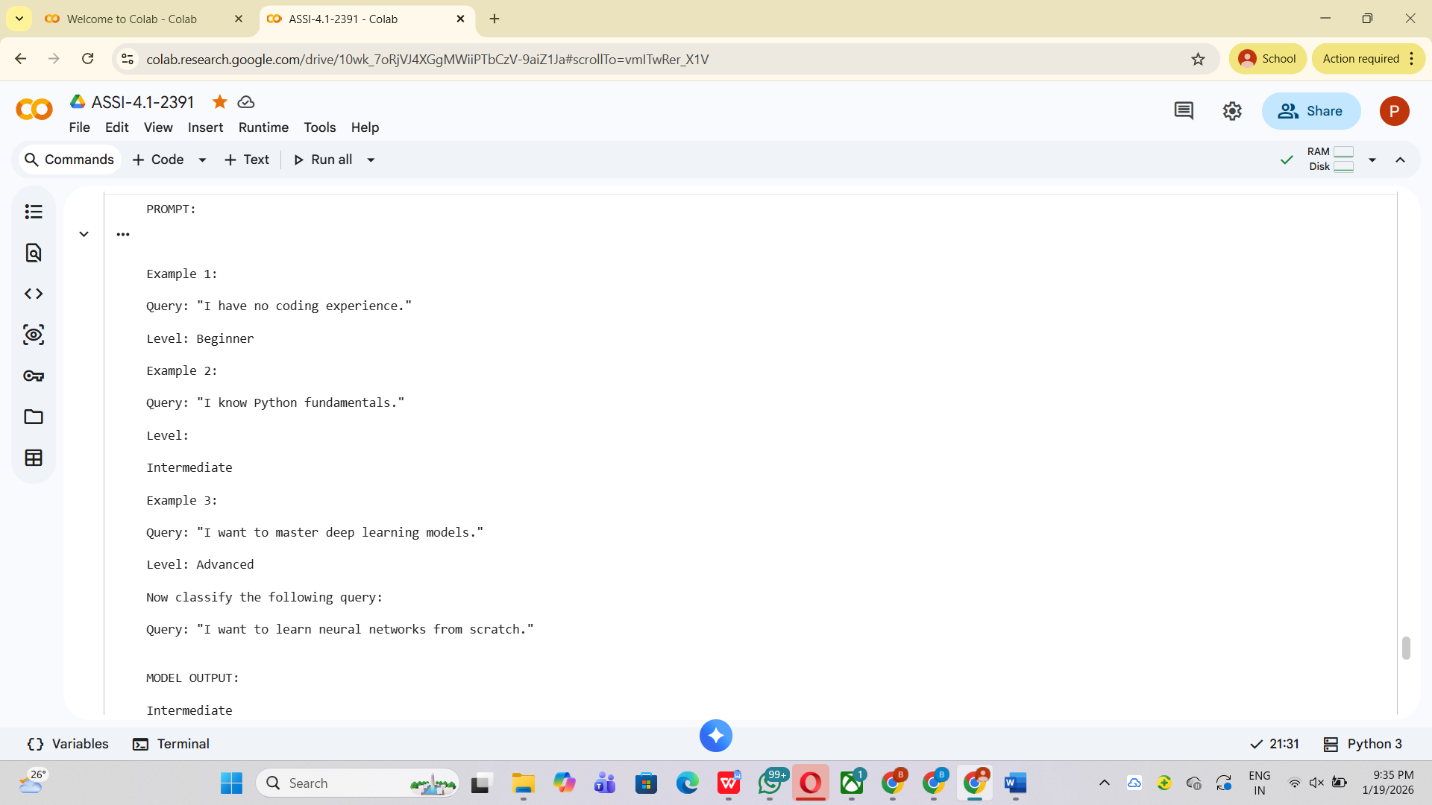 Welcome to Colab - Colab
ASSI-4.1-2391 - Colab
colab.research.google.com/drive/10wk_7oRjVJ4XGgMWiiPTbCzV-9aiZ1Ja#scrollTo=vmlTwRer_X1V
School
Action required
ASSI-4.1-2391
Share
P
File Edit View Insert Runtime Tools Help
Commands + Code + Text Run all
RAM
Disk
PROMPT:
Example 1:
Query: "I have no coding experience."
Level: Beginner
Example 2:
Query: "I know Python fundamentals."
Level:
Intermediate
Example 3:
Query: "I want to master deep learning models."
Level: Advanced
Now classify the following query:
Query: "I want to learn neural networks from scratch."
MODEL OUTPUT:
Intermediate
Variables Terminal
21:31 Python 3
26°
Search
99+
1
B
B
W
ENG
IN
9:35 PM
1/19/2026